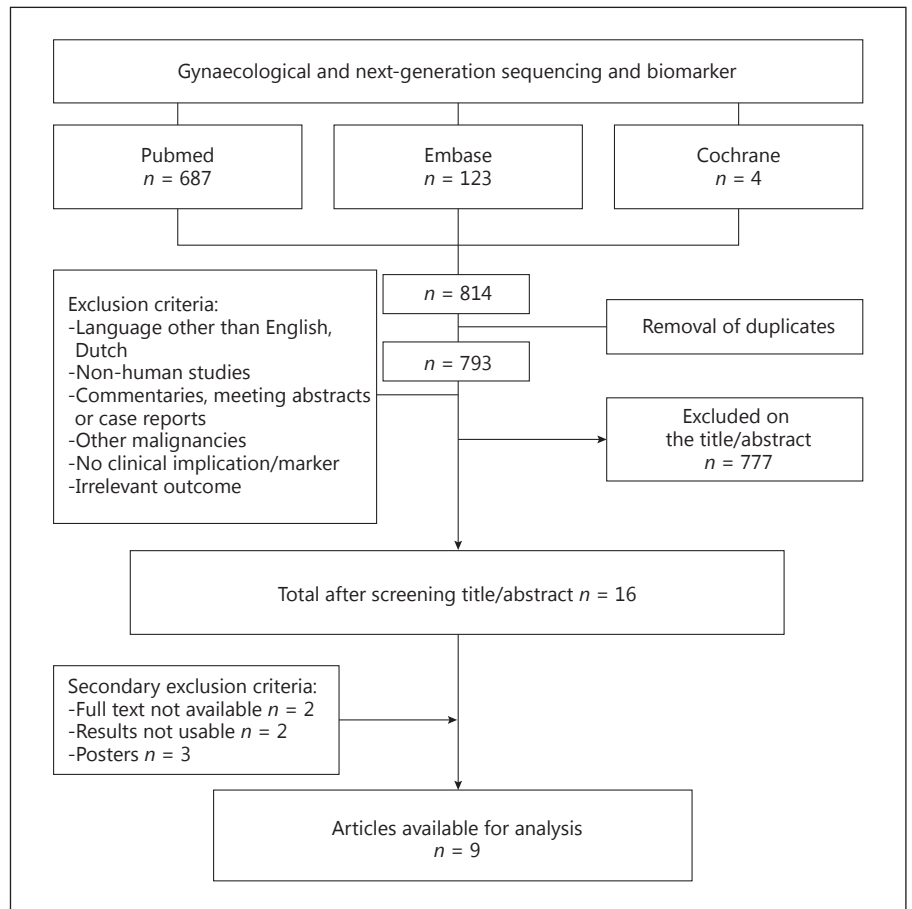 Gynaecological and next-generation sequencing and biomarker
Pubmed
n = 687
Embase
n = 123
Cochrane
n = 4
n = 814
Removal of duplicates
n = 793
Exclusion criteria:
-Language other than English,
Dutch
-Non-human studies
-Commentaries, meeting abstracts
or case reports
-Other malignancies
-No clinical implication/marker
-Irrelevant outcome
Excluded on
the title/abstract
n = 777
Total after screening title/abstract n = 16
Secondary exclusion criteria:
-Full text not available n = 2
-Results not usable n = 2
-Posters n = 3
Articles available for analysis
n = 9